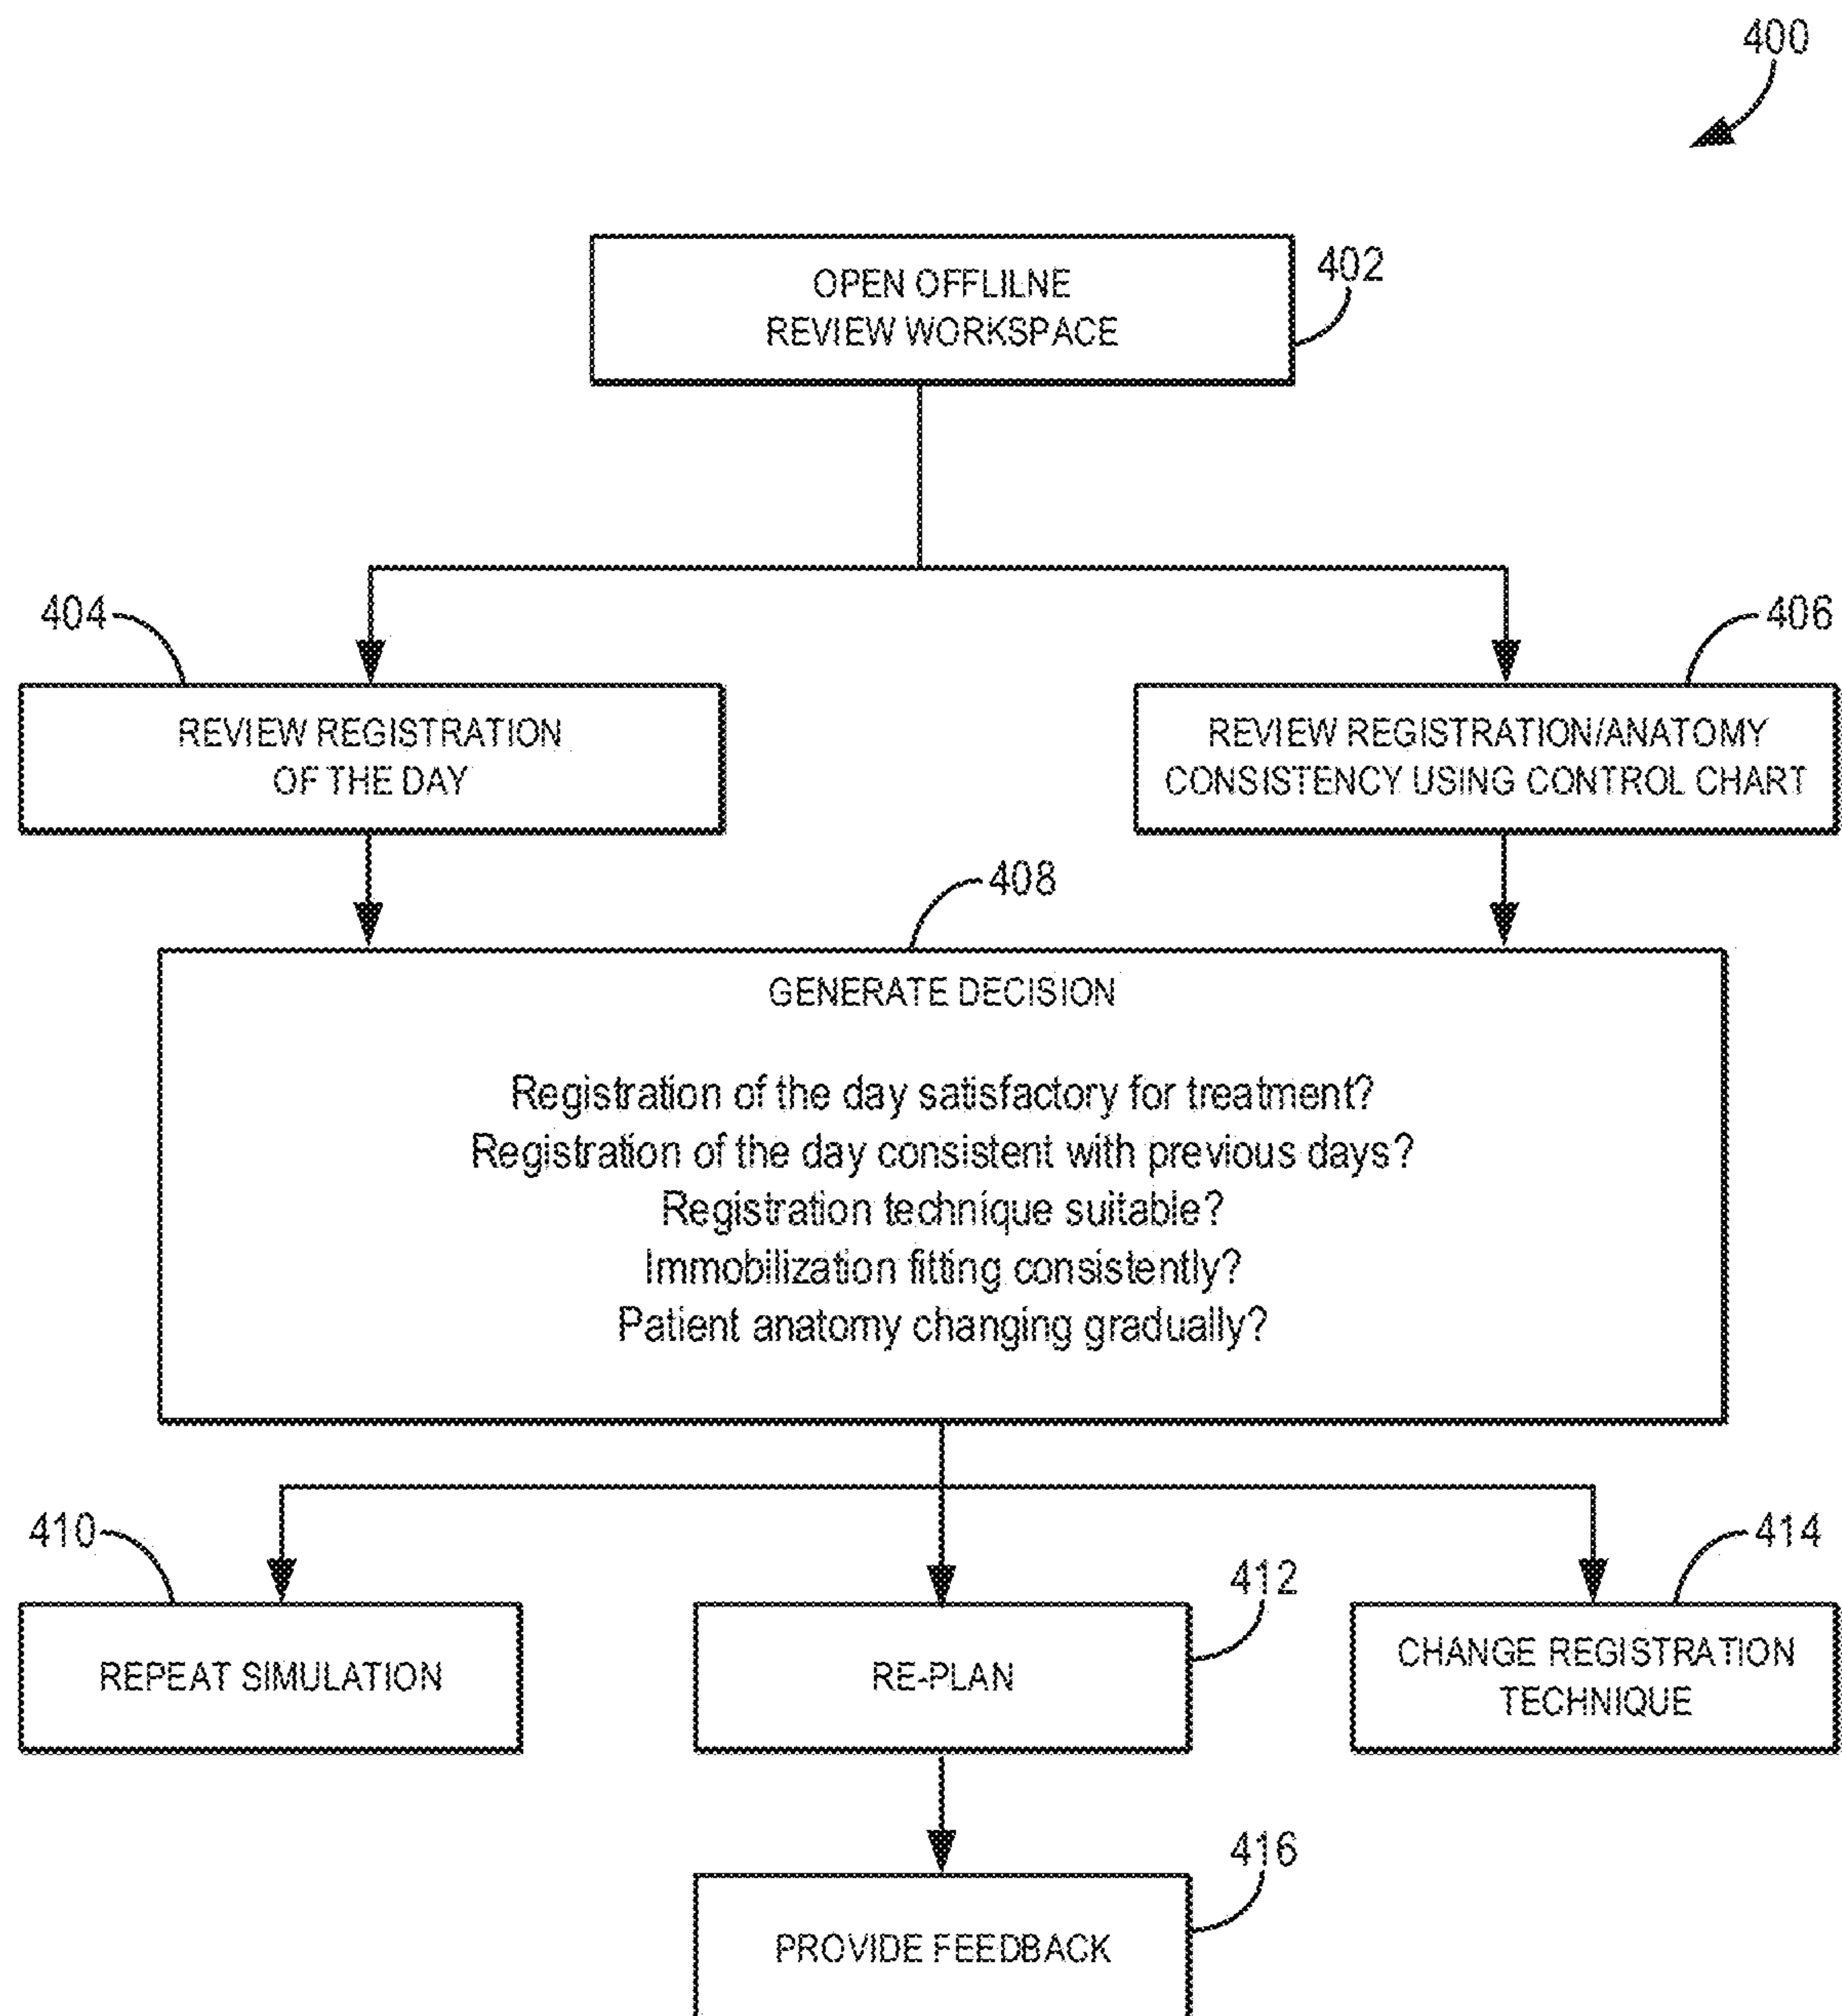 400
OPEN OFFLILNE
REVIEW WORKSPACE
402
404
406
REVIEW REGISTRATION
OF THE DAY
REVIEW REGISTRATION/ANATOMY
CONSISTENCY USING CONTROL CHART
408
GENERATE DECISION
Registration of the day satisfactory for treatment?
Registration of the day consistent with previous days?
Registration technique suitable?
Immobilization fitting consistently?
Patient anatomy changing gradually?
410
412
414
REPEAT SIMULATION
RE-PLAN
CHANGE REGISTRATION
TECHNIQUE
416
PROVIDE FEEDBACK